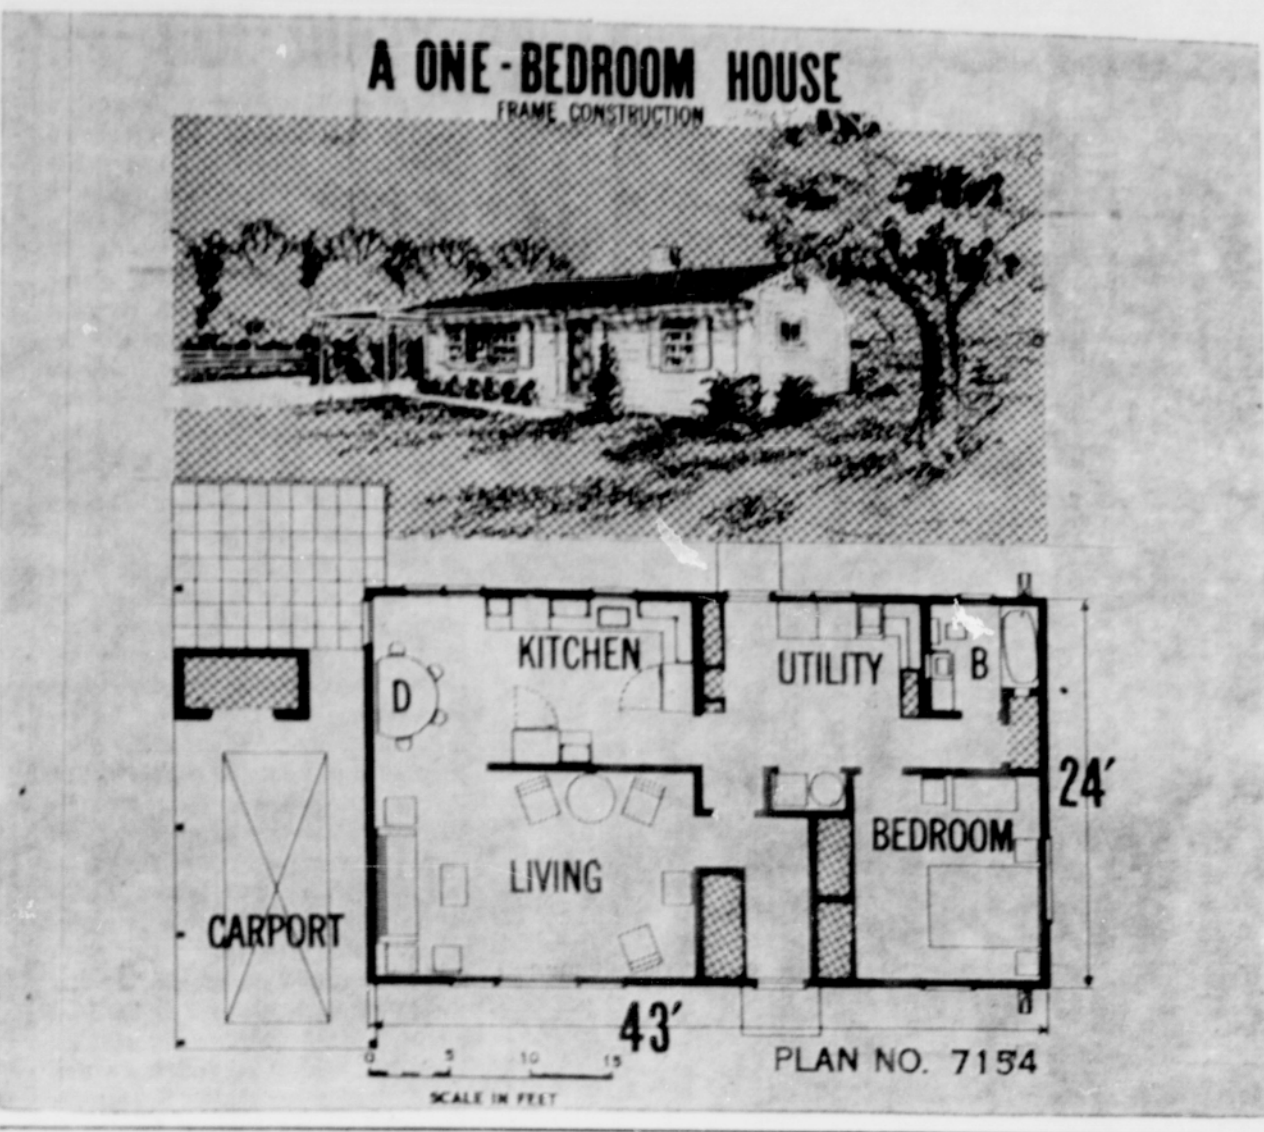 A ONE-BEDROOM HOUSE
FRAME CONSTRUCTION
KITCHEN
UTILITY
B
D
24'
BEDROOM
LIVING
CARPORT
43'
0 5 10 15
SCALE IN FEET
PLAN NO. 7154